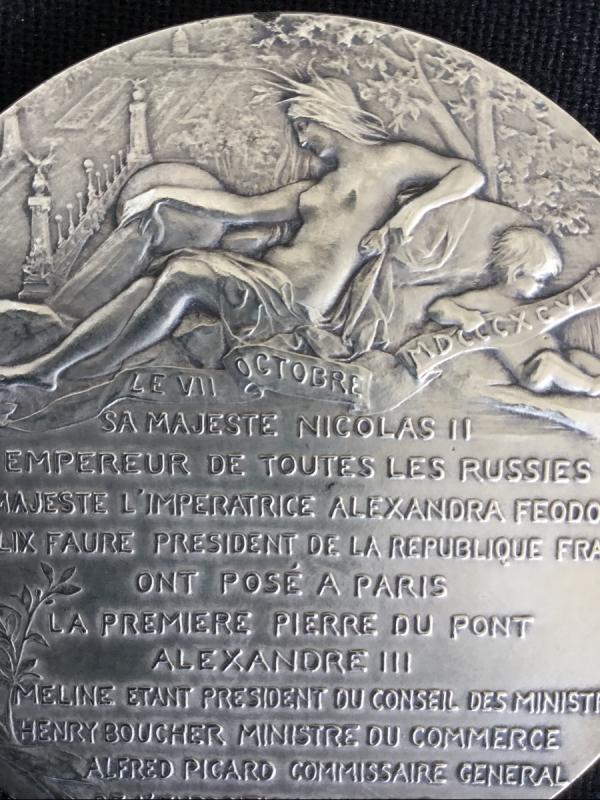 LE VII OCTOBRE MDCCCXCVI
SA MAJESTE NICOLAS II
EMPEREUR DE TOUTES LES RUSSIES
MAJESTE L'IMPERATRICE ALEXANDRA FEODO
LIX FAURE PRESIDENT DE LA REPUBLIQUE FRA
ONT POSÉ A PARIS
LA PREMIERE PIERRE DU PONT
ALEXANDRE III
MELINE ETANT PRESIDENT DU CONSEIL DES MINISTR
HENRY BOUCHER MINISTRE DU COMMERCE
ALFRED PICARD COMMISSAIRE GENERAL